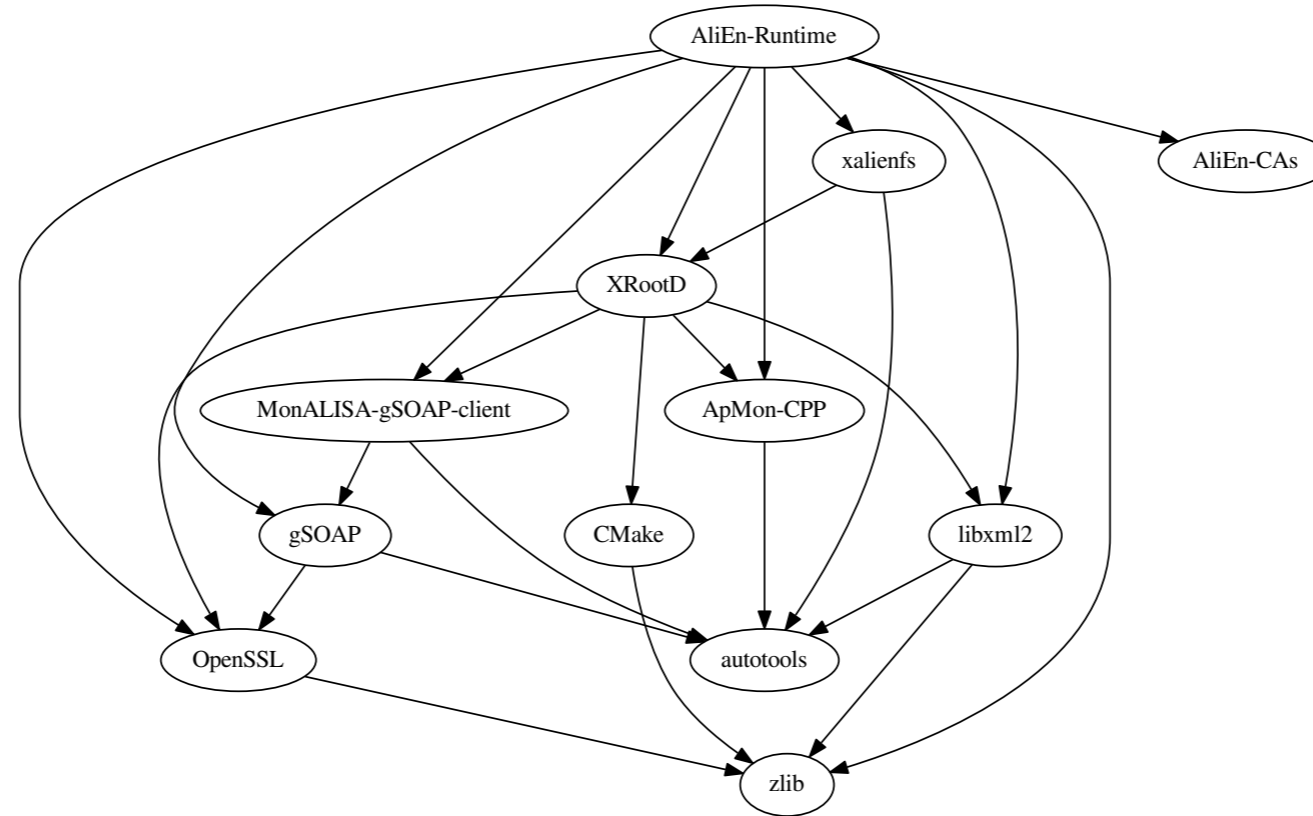 AliEn-Runtime
xalienfs
AliEn-CAs
XRootD
MonALISA-gSOAP-client
ApMon-CPP
gSOAP
CMake
libxml2
OpenSSL
autotools
zlib